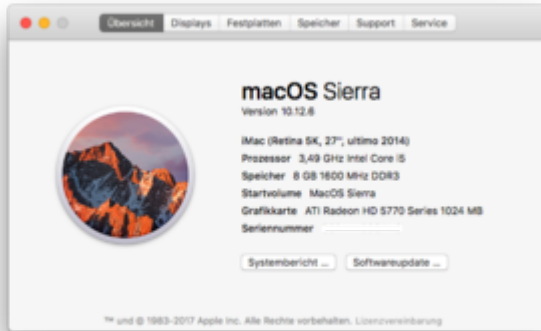 Übersicht Displays Festplatten Speicher Support Service
macOS Sierra
Version 10.12.6
iMac (Retina 5K, 27", ultimo 2014)
Prozessor 3,49 GHz Intel Core i5
Speicher 8 GB 1600 MHz DDR3
Startvolume MacOS Sierra
Grafikkarte ATI Radeon HD 5770 Series 1024 MB
Seriennummer
Systembericht ... Softwareupdate ...
™ und © 1983-2017 Apple Inc. Alle Rechte vorbehalten. Lizenzvereinbarung